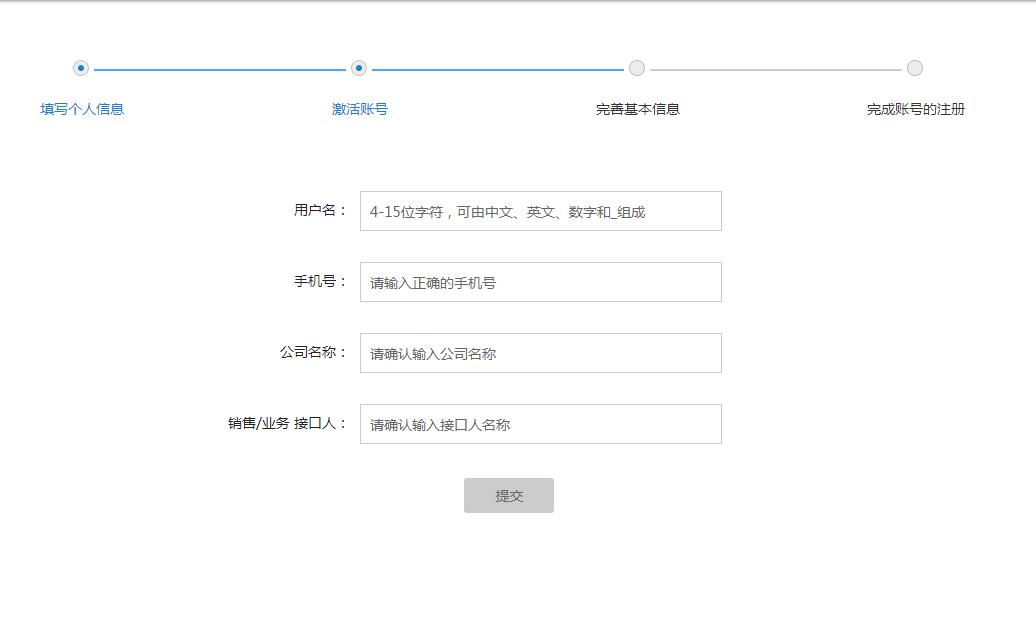 填写个人信息
激活账号
完善基本信息
完成账号的注册
用户名：
4-15位字符，可由中文、英文、数字和_组成
手机号：
请输入正确的手机号
公司名称：
请确认输入公司名称
销售/业务 接口人：
请确认输入接口人名称
提交